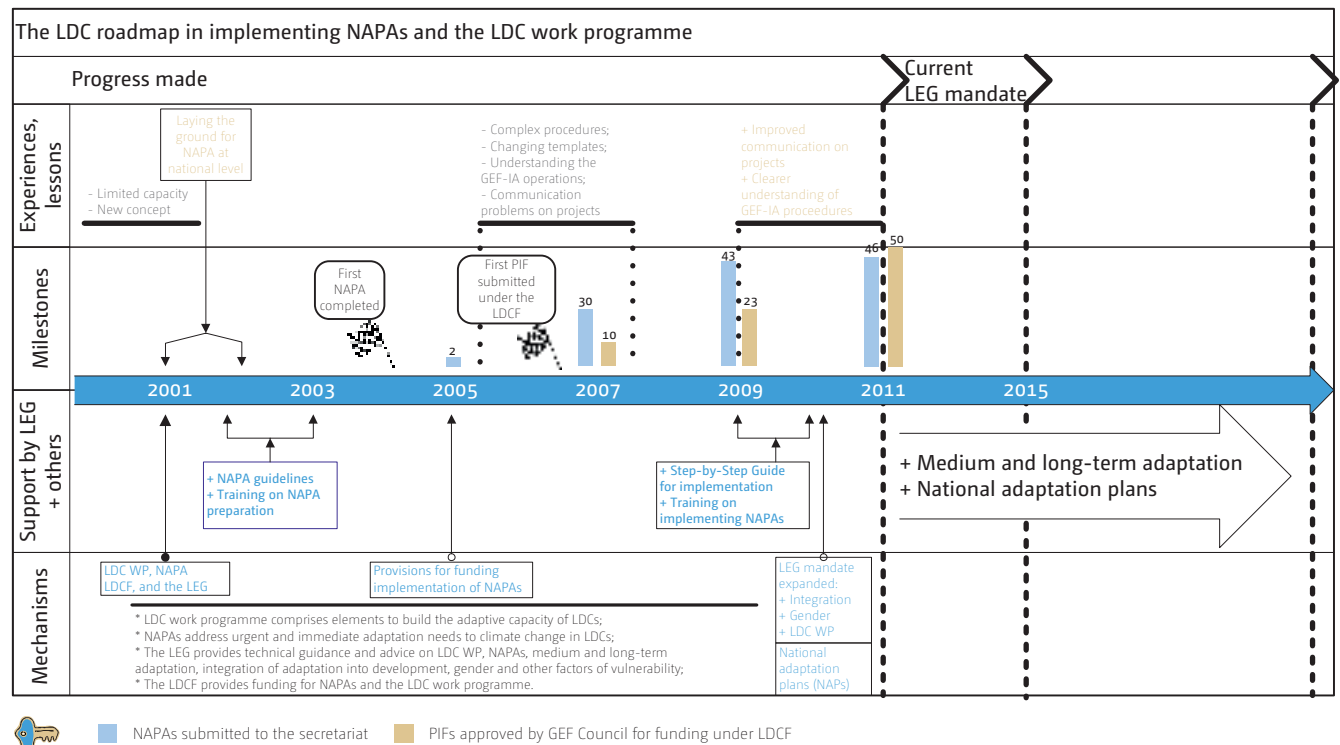 The LDC roadmap in implementing NAPAs and the LDC work programme
Progress made
Current
LEG mandate
Experiences,
lessons
Laying the
ground for
NAPA at
national level
- Limited capacity
- New concept
- Complex procedures;
- Changing templates;
- Understanding the
GEF-IA operations;
- Communication
problems on projects
+ Improved
communication on
projects
+ Clearer
understanding of
GEF-IA proceedures
Milestones
First
NAPA
completed
First PIF
submitted
under the
LDCF
2
30
10
43
23
46
50
2001
2003
2005
2007
2009
2011
2015
Support by LEG
+ others
+ NAPA guidelines
+ Training on NAPA
preparation
+ Step-by-Step Guide
for implementation
+ Training on
implementing NAPAs
+ Medium and long-term adaptation
+ National adaptation plans
Mechanisms
LDC WP, NAPA
LDCF, and the LEG
Provisions for funding
implementation of NAPAs
LEG mandate
expanded:
+ Integration
+ Gender
+ LDC WP
National
adaptation
plans (NAPs)
* LDC work programme comprises elements to build the adaptive capacity of LDCs;
* NAPAs address urgent and immediate adaptation needs to climate change in LDCs;
* The LEG provides technical guidance and advice on LDC WP, NAPAs, medium and long-term
adaptation, integration of adaptation into development, gender and other factors of vulnerability;
* The LDCF provides funding for NAPAs and the LDC work programme.
NAPAs submitted to the secretariat
PIFs approved by GEF Council for funding under LDCF